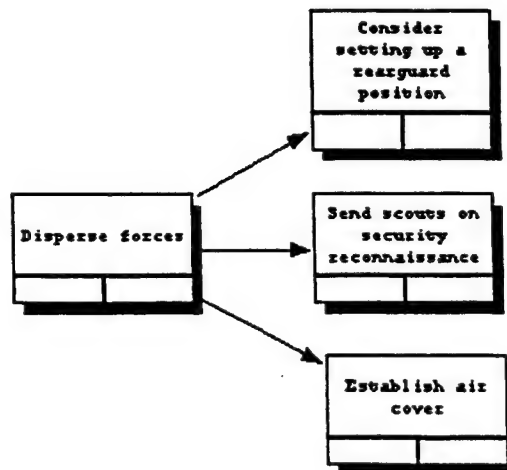 Consider
setting up a
rearguard
position
Disperse forces
Send scouts on
security
reconnaissance
Establish air
cover